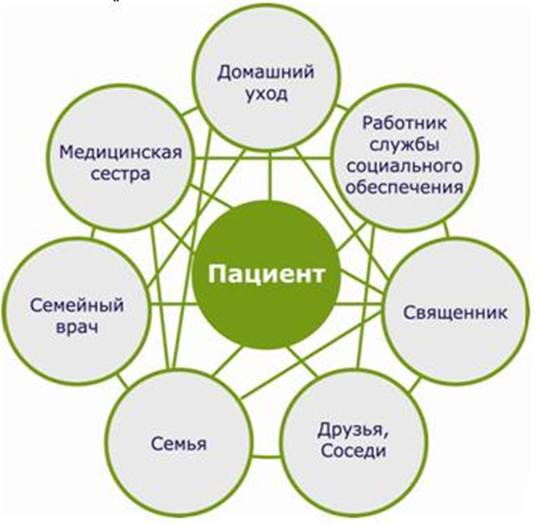 Домашний
уход
Работник
службы
социального
обеспечения
Медицинская
сестра
Пациент
Семейный
врач
Священник
Семья
Друзья,
Соседи